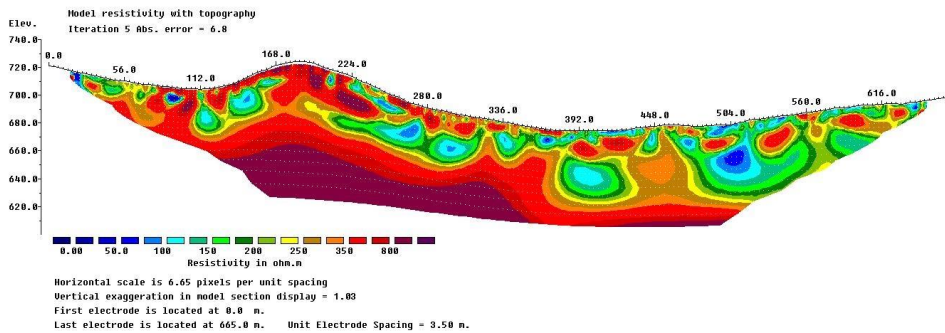 Model resistivity with topography
Elev.
Iteration 5 Abs. error = 6.8
740.0
0.0
168.0
720.0
56.0
224.0
112.0
700.0
280.0
616.0
336.0
560.0
504.0
448.0
392.0
680.0
660.0
640.0
620.0
0.00 50.0 100 150 200 250 350 800
Resistivity in ohm.m
Horizontal scale is 6.65 pixels per unit spacing
Vertical exaggeration in model section display = 1.03
First electrode is located at 0.0 m.
Last electrode is located at 665.0 m. Unit Electrode Spacing = 3.50 m.